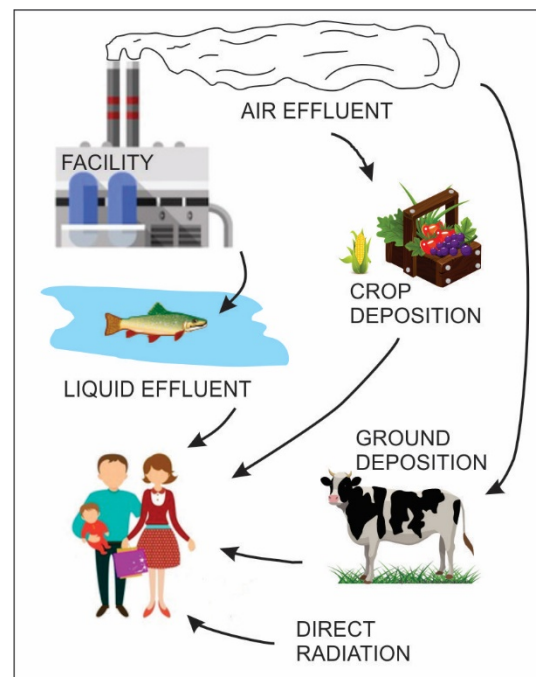 AIR EFFLUENT
FACILITY
CROP
DEPOSITION
LIQUID EFFLUENT
GROUND
DEPOSITION
DIRECT
RADIATION